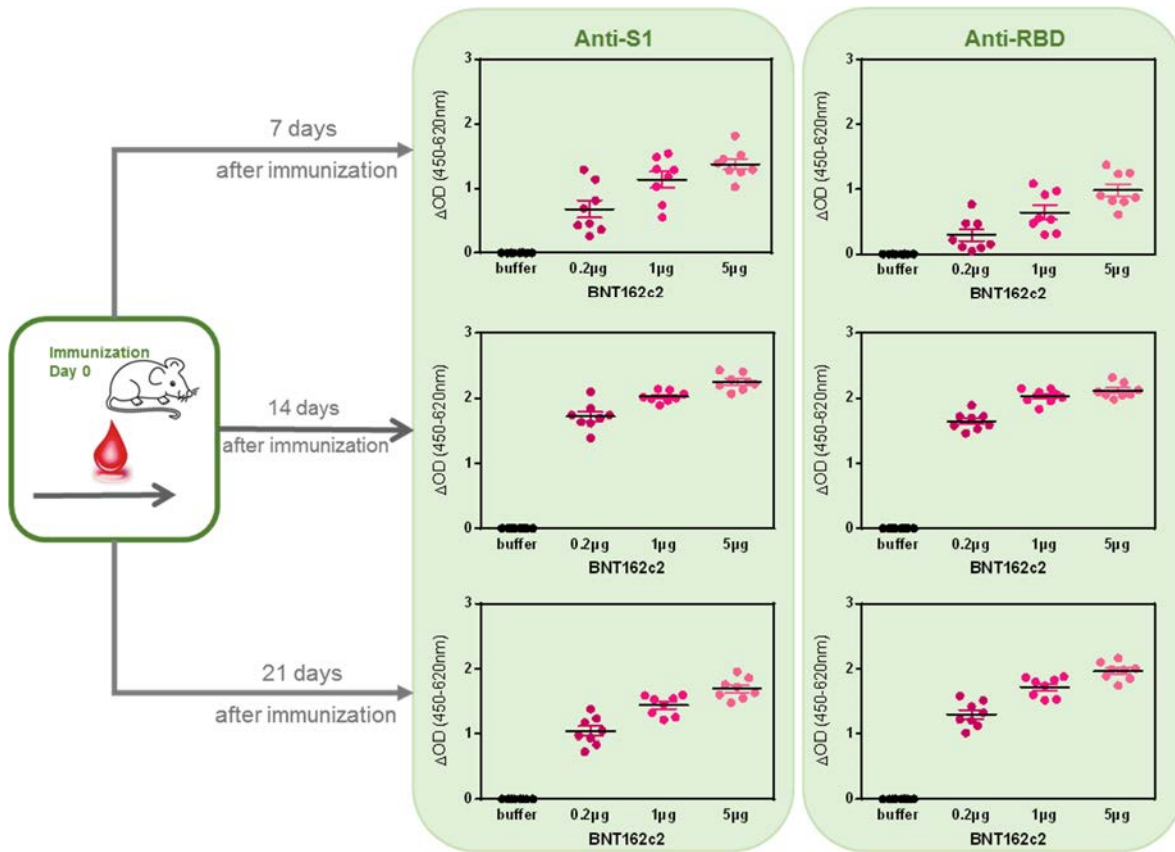 Anti-S1
Anti-RBD
7 days
after immunization
3
2
1
0
ΔOD (450-620nm)
buffer 0.2µg 1µg 5µg
BNT162c2
3
2
1
0
ΔOD (450-620nm)
buffer 0.2µg 1µg 5µg
BNT162c2
Immunization
Day 0
14 days
after immunization
3
2
1
0
ΔOD (450-620nm)
buffer 0.2µg 1µg 5µg
BNT162c2
3
2
1
0
ΔOD (450-620nm)
buffer 0.2µg 1µg 5µg
BNT162c2
21 days
after immunization
3
2
1
0
ΔOD (450-620nm)
buffer 0.2µg 1µg 5µg
BNT162c2
3
2
1
0
ΔOD (450-620nm)
buffer 0.2µg 1µg 5µg
BNT162c2